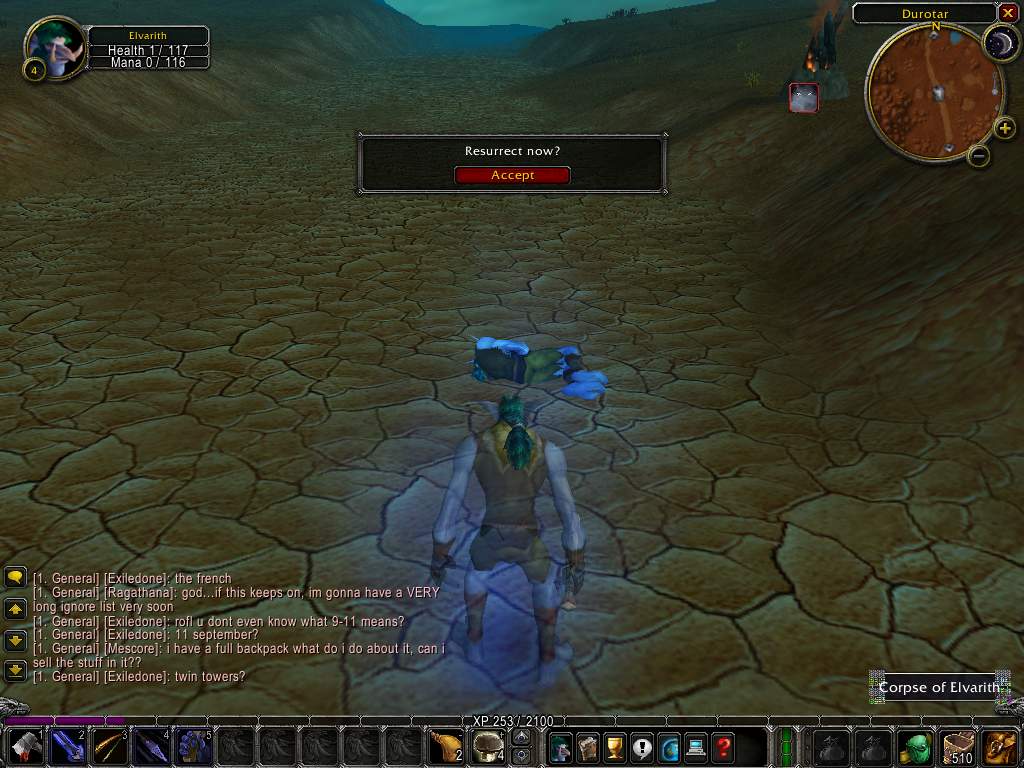 Elvarith
Health 1 / 117
Mana 0 / 116
4
Durotar
N
Resurrect now?
Accept
[1. General] [Exiledone]: the french
[1. General] [Ragathana]: god...if this keeps on, im gonna have a VERY
long ignore list very soon
[1. General] [Exiledone]: rofl u dont even know what 9-11 means?
[1. General] [Exiledone]: 11 september?
[1. General] [Mescore]: i have a full backpack what do i do about it, can i
sell the stuff in it??
[1. General] [Exiledone]: twin towers?
Corpse of Elvarith
XP 253 / 2100
2 3 4 5
2 4
510